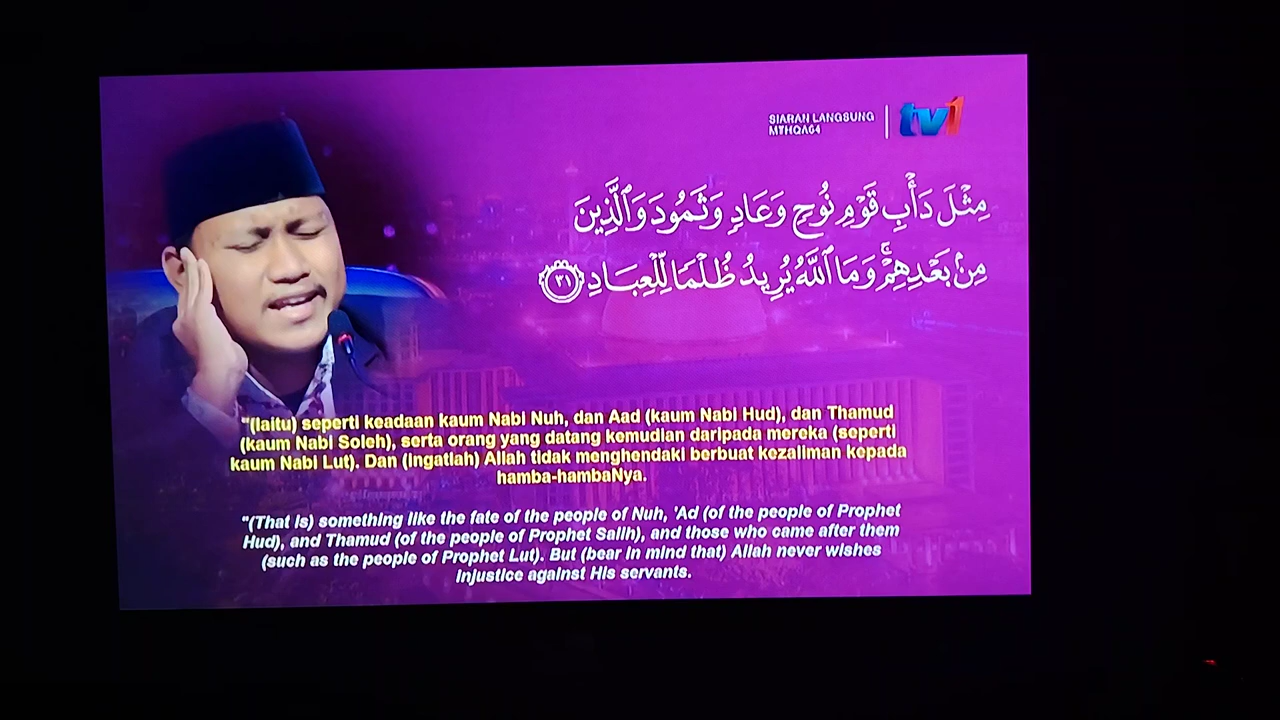 SIARAN LANGSUNG
MTHQA64
tv1
مِثْلَ دَأْبِ قَوْمِ نُوحٍ وَعَادٍ وَثَمُودَ وَٱلَّذِينَ
مِنۢ بَعْدِهِمْ ۚ وَمَا ٱللَّهُ يُرِيدُ ظُلْمًا لِّلْعِبَادِ ٣١
"(Iaitu) seperti keadaan kaum Nabi Nuh, dan Aad (kaum Nabi Hud), dan Thamud
(kaum Nabi Soleh), serta orang yang datang kemudian daripada mereka (seperti
kaum Nabi Lut). Dan (ingatlah) Allah tidak menghendaki berbuat kezaliman kepada
hamba-hambaNya.
"(That is) something like the fate of the people of Nuh, 'Ad (of the people of Prophet
Hud), and Thamud (of the people of Prophet Salih), and those who came after them
(such as the people of Prophet Lut). But (bear in mind that) Allah never wishes
injustice against His servants.